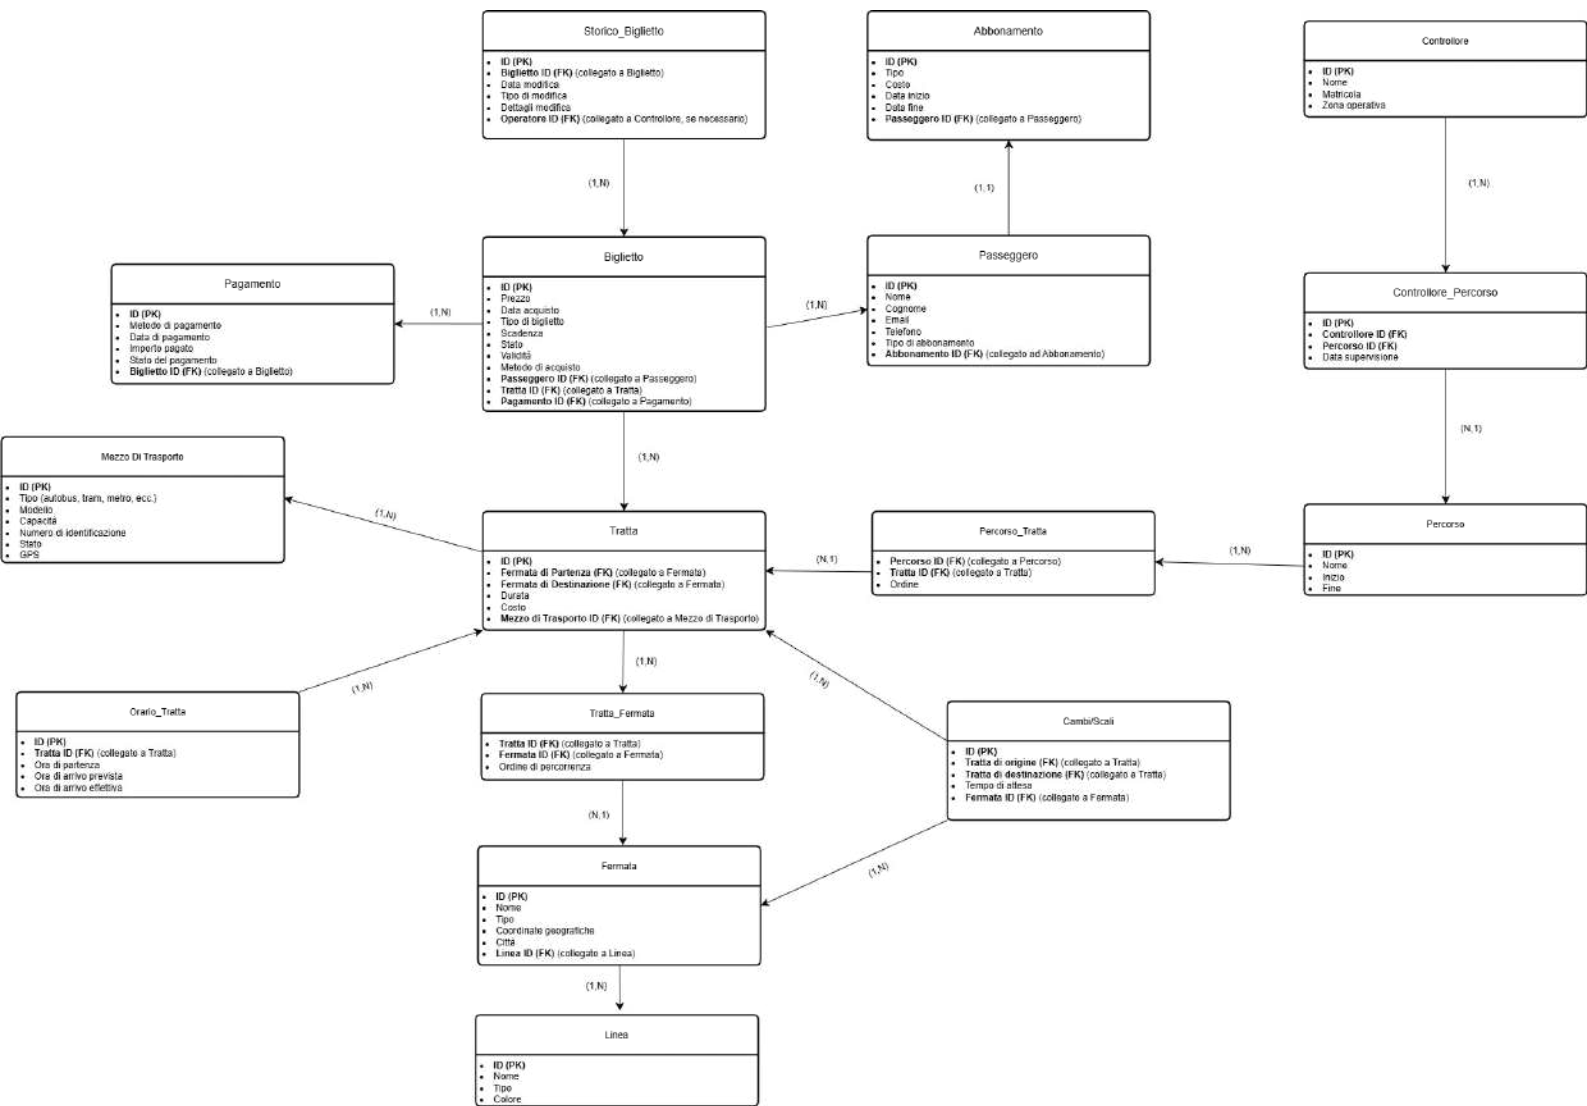 Storico_Biglietto
ID (PK)
Biglietto ID (FK) (collegato a Biglietto)
Data modifica
Tipo di modifica
Dettagli modifica
Operatore ID (FK) (collegato a Controllore, se necessario)
Abbonamento
ID (PK)
Tipo
Costo
Data inizio
Data fine
Passeggero ID (FK) (collegato a Passeggero)
Controllore
ID (PK)
Nome
Matricola
Zona operativa
(1,N)
(1,1)
(1,N)
Pagamento
ID (PK)
Metodo di pagamento
Data di pagamento
Importo pagato
Stato del pagamento
Biglietto ID (FK) (collegato a Biglietto)
(1,N)
Biglietto
ID (PK)
Prezzo
Data acquisto
Tipo di biglietto
Scadenza
Stato
Validità
Metodo di acquisto
Passeggero ID (FK) (collegato a Passeggero)
Tratta ID (FK) (collegato a Tratta)
Pagamento ID (FK) (collegato a Pagamento)
(1,N)
Passeggero
ID (PK)
Nome
Cognome
Email
Telefono
Tipo di abbonamento
Abbonamento ID (FK) (collegato ad Abbonamento)
Controllore_Percorso
ID (PK)
Controllore ID (FK)
Percorso ID (FK)
Data supervisione
(N,1)
(1,N)
Mezzo Di Trasporto
ID (PK)
Tipo (autobus, tram, metro, ecc.)
Modello
Capacità
Numero di identificazione
Stato
GPS
(1,N)
Tratta
ID (PK)
Fermata di Partenza (FK) (collegato a Fermata)
Fermata di Destinazione (FK) (collegato a Fermata)
Durata
Costo
Mezzo di Trasporto ID (FK) (collegato a Mezzo di Trasporto)
(N,1)
Percorso_Tratta
Percorso ID (FK) (collegato a Percorso)
Tratta ID (FK) (collegato a Tratta)
Ordine
(1,N)
Percorso
ID (PK)
Nome
Inizio
Fine
(1,N)
(1,N)
(1,N)
Orario_Tratta
ID (PK)
Tratta ID (FK) (collegato a Tratta)
Ora di partenza
Ora di arrivo prevista
Ora di arrivo effettiva
Tratta_Fermata
Tratta ID (FK) (collegato a Tratta)
Fermata ID (FK) (collegato a Fermata)
Ordine di percorrenza
Cambi/Scali
ID (PK)
Tratta di origine (FK) (collegato a Tratta)
Tratta di destinazione (FK) (collegato a Tratta)
Tempo di attesa
Fermata ID (FK) (collegato a Fermata)
(N,1)
(1,N)
Fermata
ID (PK)
Nome
Tipo
Coordinate geografiche
Città
Linea ID (FK) (collegato a Linea)
(1,N)
Linea
ID (PK)
Nome
Tipo
Colore